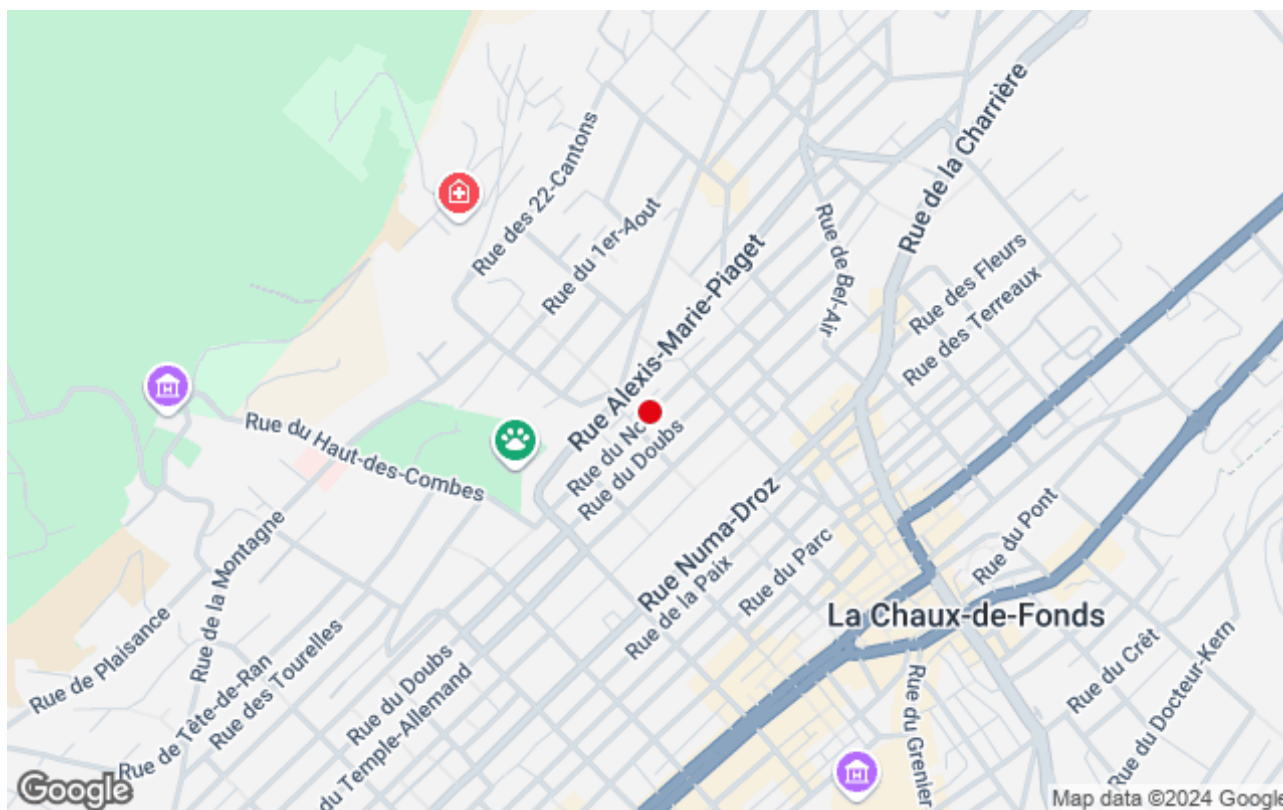 Rue de la Charrière
Rue des 22-Cantons
Rue du 1er-Aout
Rue de Bel-Air
Rue des Fleurs
Rue des Terreaux
Rue Alexis-Marie-Piaget
Rue du No
Rue du Doubs
Rue du Haut-des-Combes
Rue Numa-Droz
Rue de la Paix
Rue du Parc
Rue du Pont
La Chaux-de-Fonds
Rue de la Montagne
Rue de Plaisance
Rue de Tête-de-Ran
Rue des Tourelles
Rue du Doubs
du Temple-Allemand
Rue du Crêt
Rue du Docteur-Kern
Rue du Grenier
Google
Map data ©2024 Google